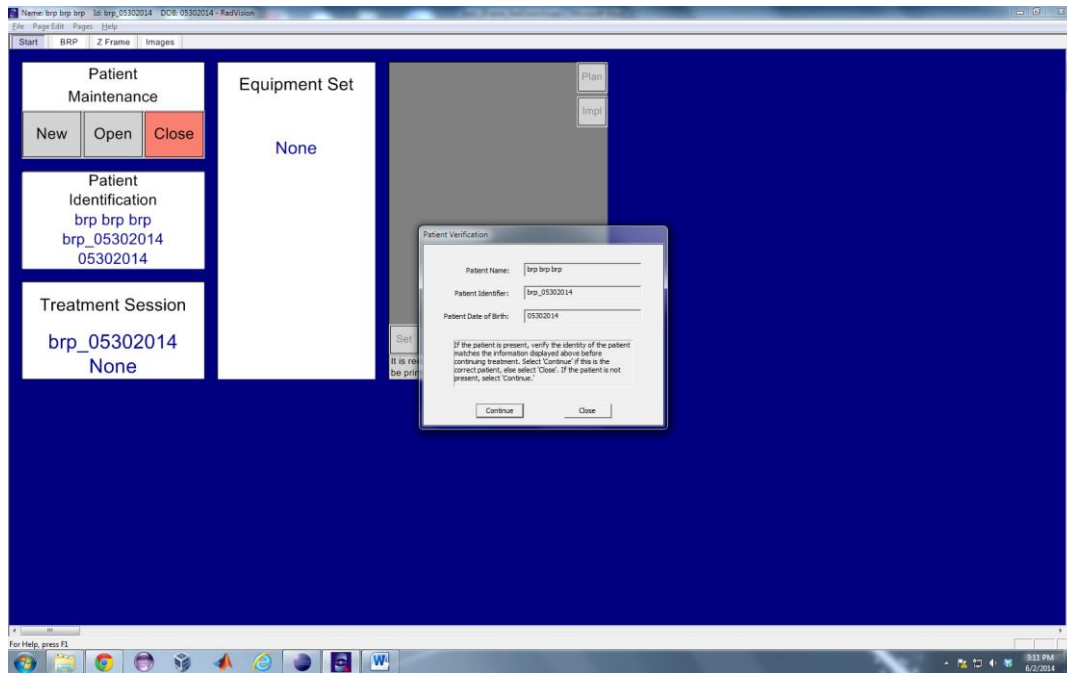 Name: brp brp brp Id: brp_05302014 DOB: 05302014 - RadVision
File Page Edit Pages Help
Start BRP Z Frame Images
Patient
Maintenance
New Open Close
Patient
Identification
brp brp brp
brp_05302014
05302014
Treatment Session
brp_05302014
None
Equipment Set
None
Plan
Impl
Set
It is re
be prin
Patient Verification
Patient Name: brp brp brp
Patient Identifier: brp_05302014
Patient Date of Birth: 05302014
If the patient is present, verify the identity of the patient
matches the information displayed above before
continuing treatment. Select 'Continue' if this is the
correct patient, else select 'Close'. If the patient is not
present, select 'Continue.'
Continue Close
For Help, press F1
3:11 PM
6/2/2014